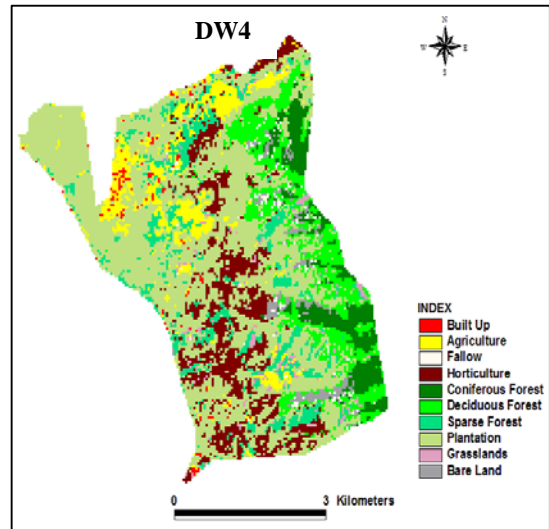 DW4
N
W E
S
INDEX
Built Up
Agriculture
Fallow
Horticulture
Coniferous Forest
Deciduous Forest
Sparse Forest
Plantation
Grasslands
Bare Land
0 3 Kilometers